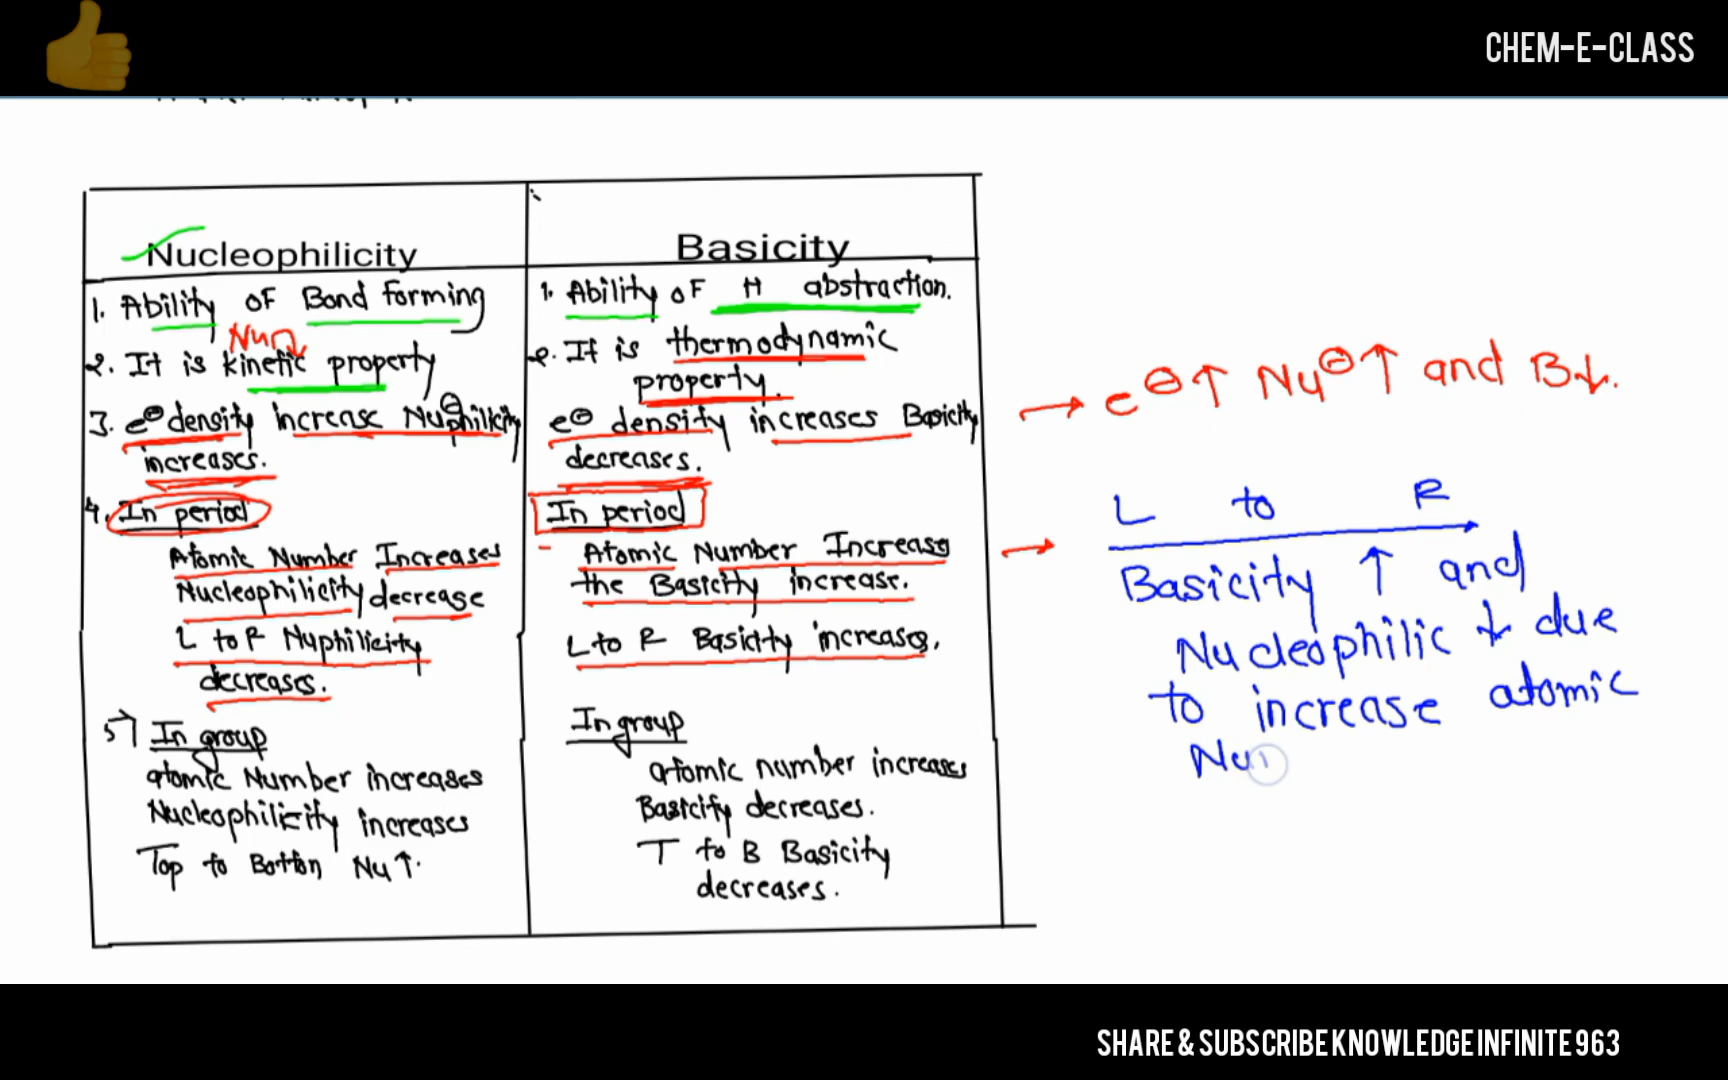 CHEM-E-CLASS
Nucleophilicity
1. Ability of Bond forming
Nu
2. It is kinetic property
3. e⊖ density increase Nu⊖philicity
increases.
4. In period
Atomic Number Increases
Nucleophilicity decrease
L to R Nuphilicity
decreases.
5) In group
atomic Number increases
Nucleophilicity increases
Top to Botton Nu↑.
Basicity
1. Ability of H abstraction.
2. It is thermodynamic
property.
e⊖ density increases Basicity
decreases.
In period
Atomic Number Increase
the Basicity increase.
L to R Basicity increases.
In group
atomic number increases
Basicity decreases.
T to B Basicity
decreases.
→ e⊖↑ Nu⊖↑ and B↓.
→ L to R
Basicity ↑ and
Nucleophilic ↓ due
to increase atomic
Nu
SHARE & SUBSCRIBE KNOWLEDGE INFINITE 963